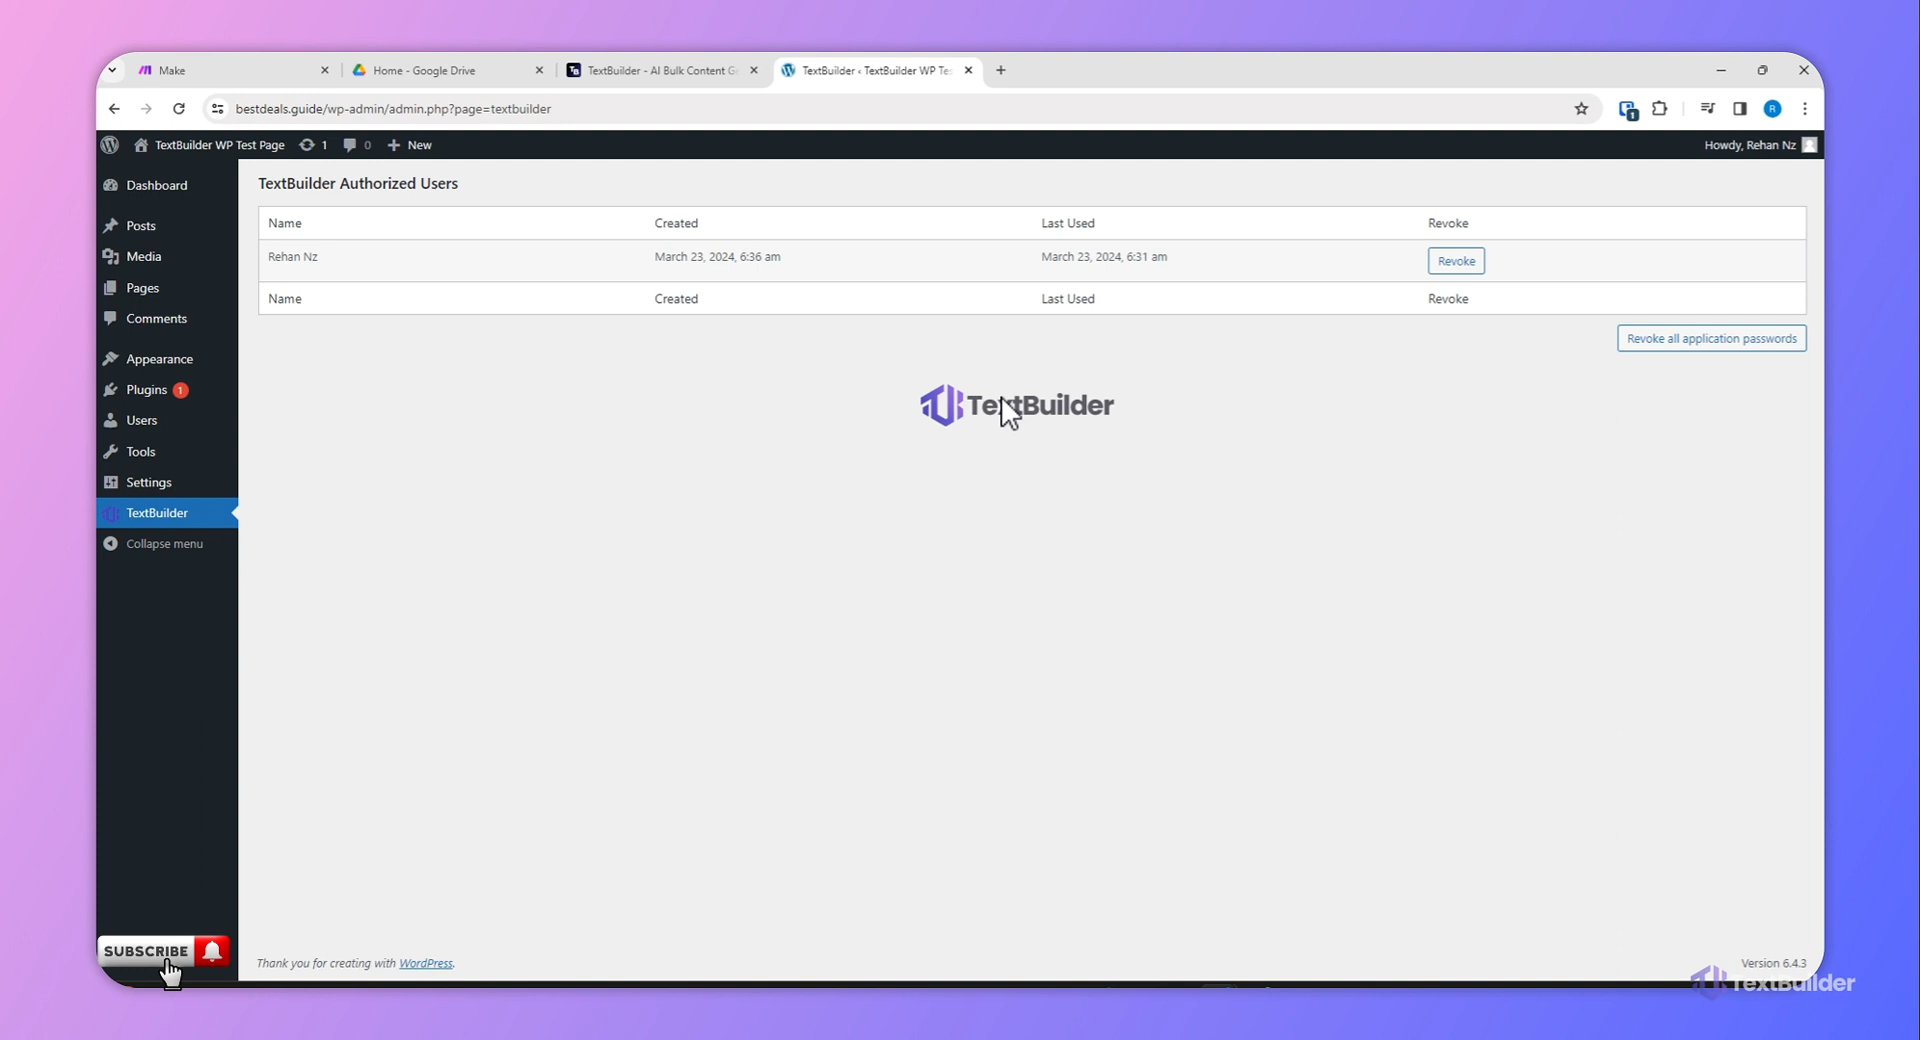 Make
Home - Google Drive
TextBuilder - AI Bulk Content G
TextBuilder ‹ TextBuilder WP Te
bestdeals.guide/wp-admin/admin.php?page=textbuilder
1
R
TextBuilder WP Test Page
1
0
New
Howdy, Rehan Nz
Dashboard
Posts
Media
Pages
Comments
Appearance
Plugins 1
Users
Tools
Settings
TextBuilder
Collapse menu
TextBuilder Authorized Users
Name Created Last Used Revoke
Rehan Nz March 23, 2024, 6:36 am March 23, 2024, 6:31 am Revoke
Name Created Last Used Revoke
Revoke all application passwords
TextBuilder
SUBSCRIBE
Thank you for creating with WordPress.
Version 6.4.3
TextBuilder